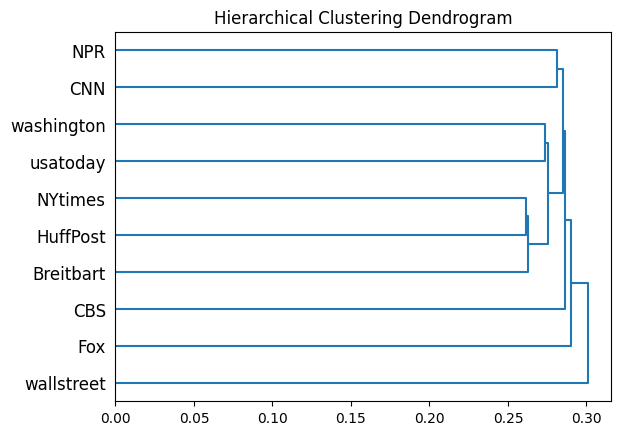 Hierarchical Clustering Dendrogram
NPR
CNN
washington
usatoday
NYtimes
HuffPost
Breitbart
CBS
Fox
wallstreet
0.00 0.05 0.10 0.15 0.20 0.25 0.30